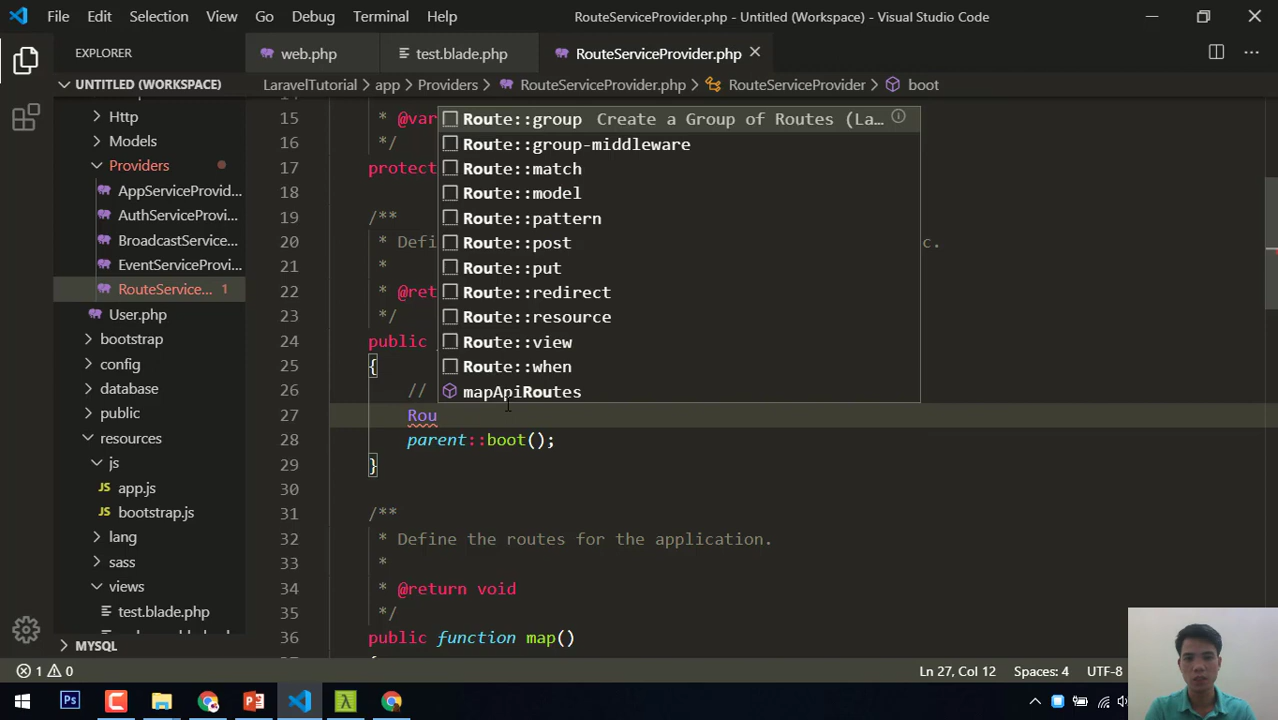 File Edit Selection View Go Debug Terminal Help RouteServiceProvider.php - Untitled (Workspace) - Visual Studio Code
EXPLORER
web.php test.blade.php RouteServiceProvider.php
UNTITLED (WORKSPACE)
LaravelTutorial > app > Providers > RouteServiceProvider.php > RouteServiceProvider > boot
Http
Models
Providers
AppServiceProvid...
AuthServiceProvi...
BroadcastService...
EventServiceProvi...
RouteService... 1
User.php
bootstrap
config
database
public
resources
js
app.js
bootstrap.js
lang
sass
views
test.blade.php
MYSQL
15 * @var
16 */
17 protect
18
19 /**
20 * Defi c.
21 *
22 * @ret
23 */
24 public
25 {
26 //
27 Rou
28 parent::boot();
29 }
30
31 /**
32 * Define the routes for the application.
33 *
34 * @return void
35 */
36 public function map()
Route::group Create a Group of Routes (La...
Route::group-middleware
Route::match
Route::model
Route::pattern
Route::post
Route::put
Route::redirect
Route::resource
Route::view
Route::when
mapApiRoutes
1 0 Ln 27, Col 12 Spaces: 4 UTF-8
Ps